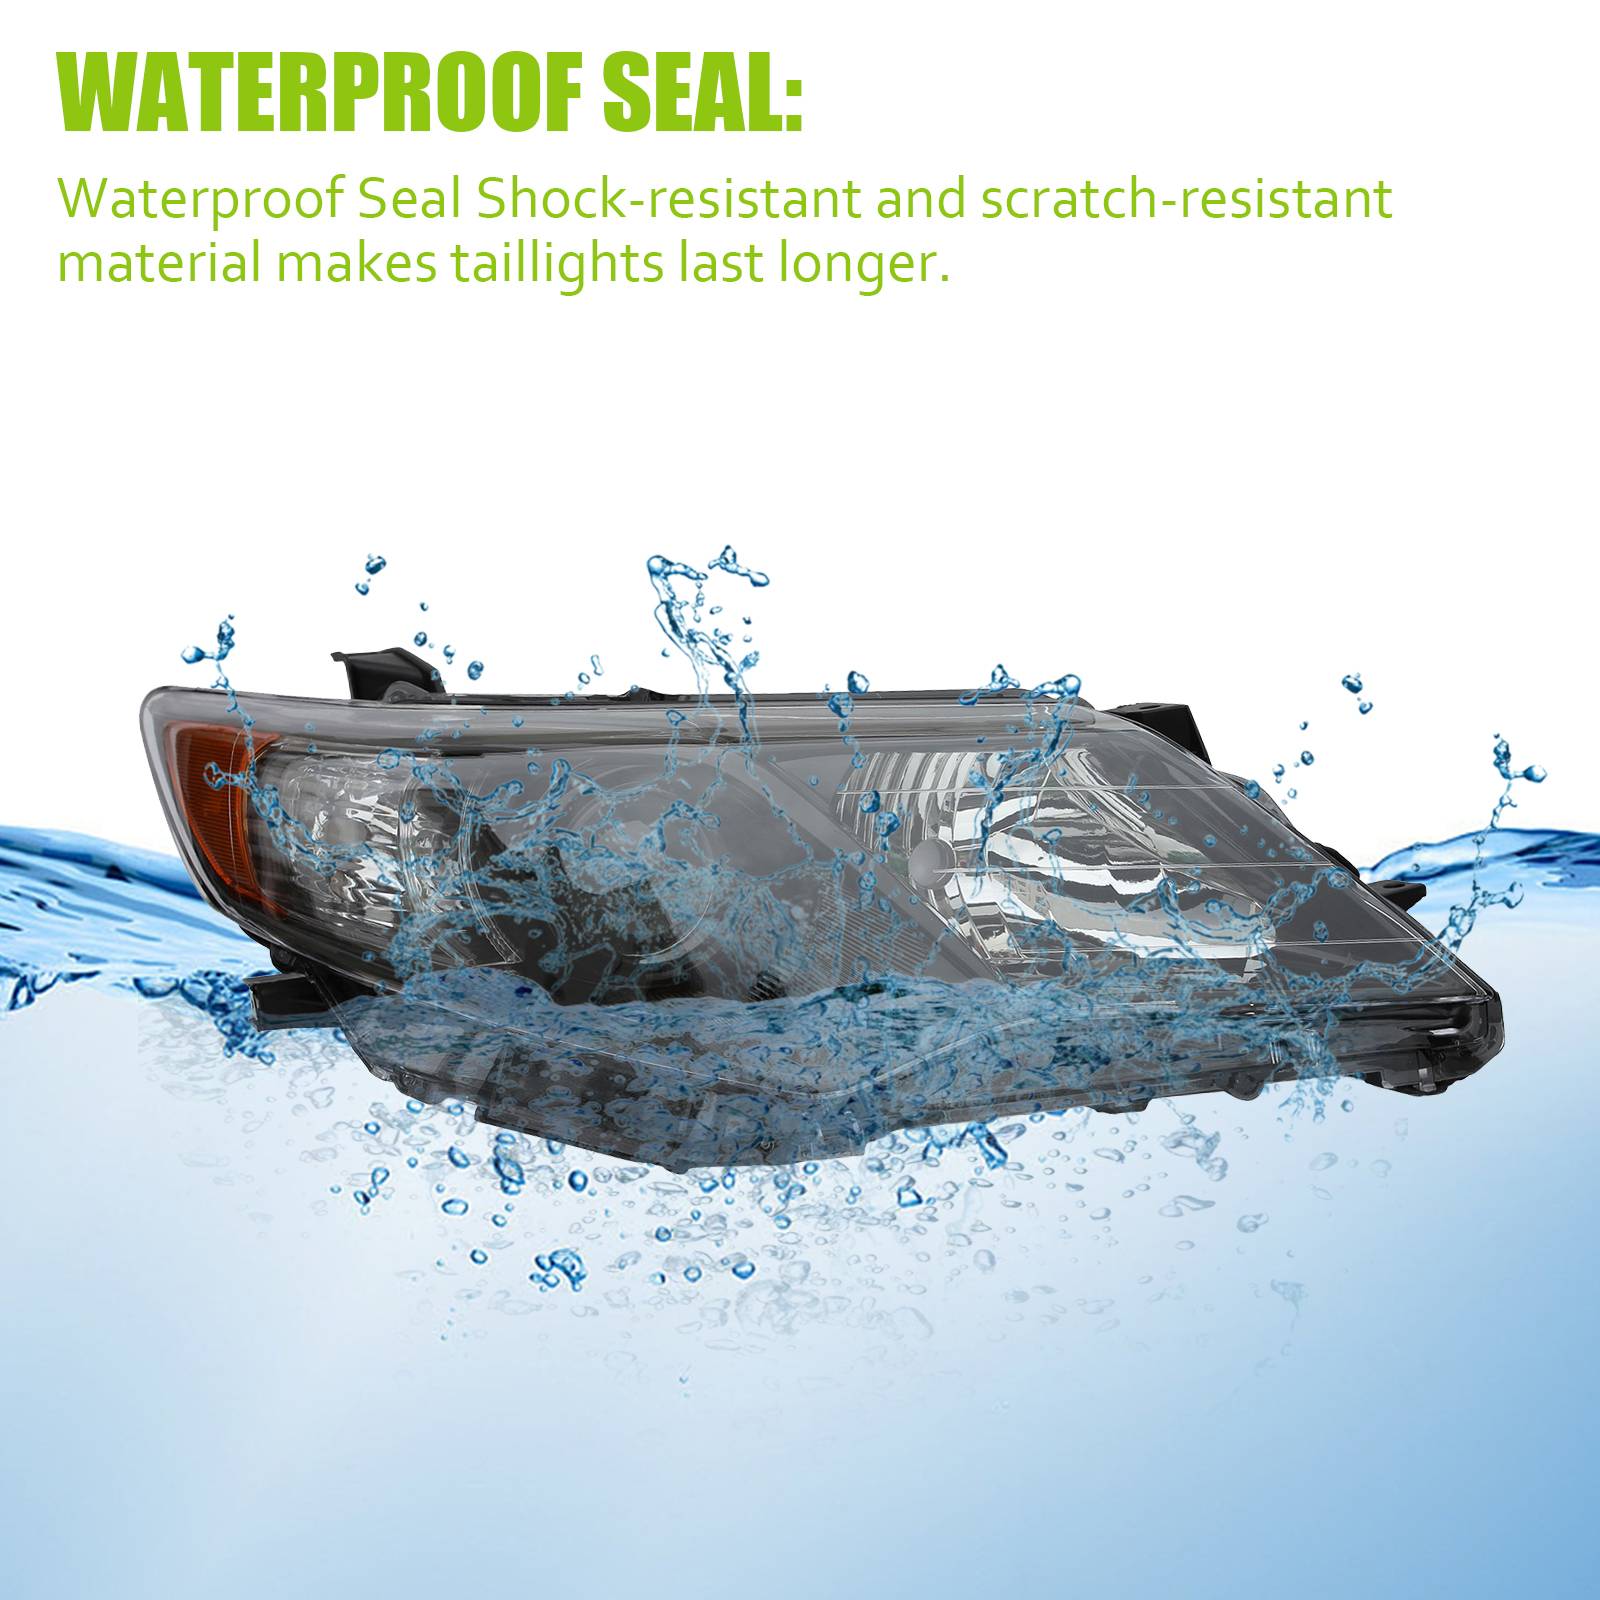 WATERPROOF SEAL:
Waterproof Seal Shock-resistant and scratch-resistant
material makes taillights last longer.